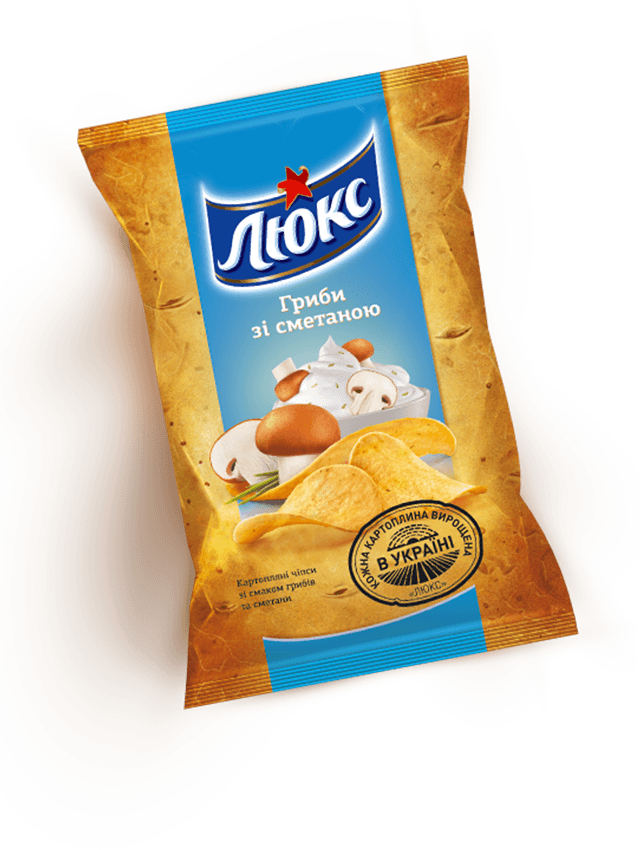 Люкс
Гриби
зі сметаною
Картопляні чіпси
зі смаком грибів
та сметани
КОЖНА КАРТОПЛИНА ВИРОЩЕНА
В УКРАЇНІ
«ЛЮКС»